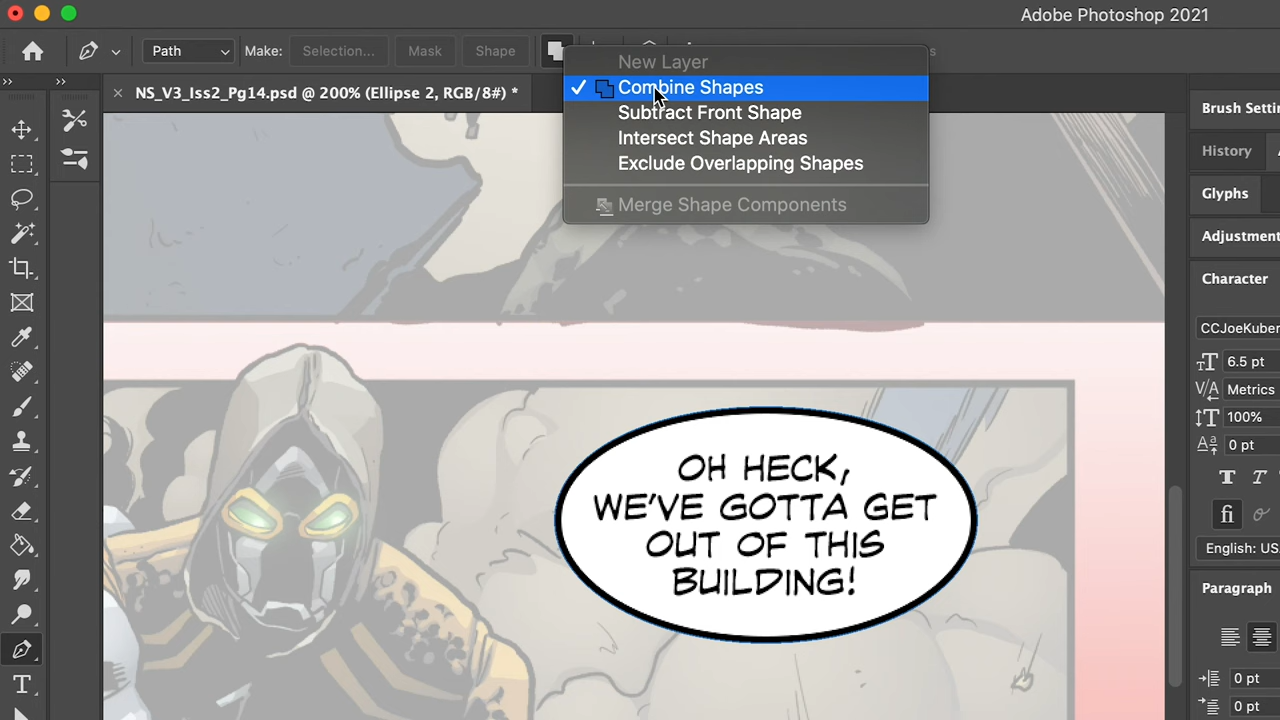 Adobe Photoshop 2021
Path
Make:
Selection...
Mask
Shape
New Layer
Combine Shapes
Subtract Front Shape
Intersect Shape Areas
Exclude Overlapping Shapes
Merge Shape Components
NS_V3_Iss2_Pg14.psd @ 200% (Ellipse 2, RGB/8#) *
Brush Setti
History
Glyphs
Adjustment
Character
CCJoeKuber
6.5 pt
Metrics
100%
0 pt
T T
fi
English: US
Paragraph
0 pt
0 pt
OH HECK,
WE'VE GOTTA GET
OUT OF THIS
BUILDING!